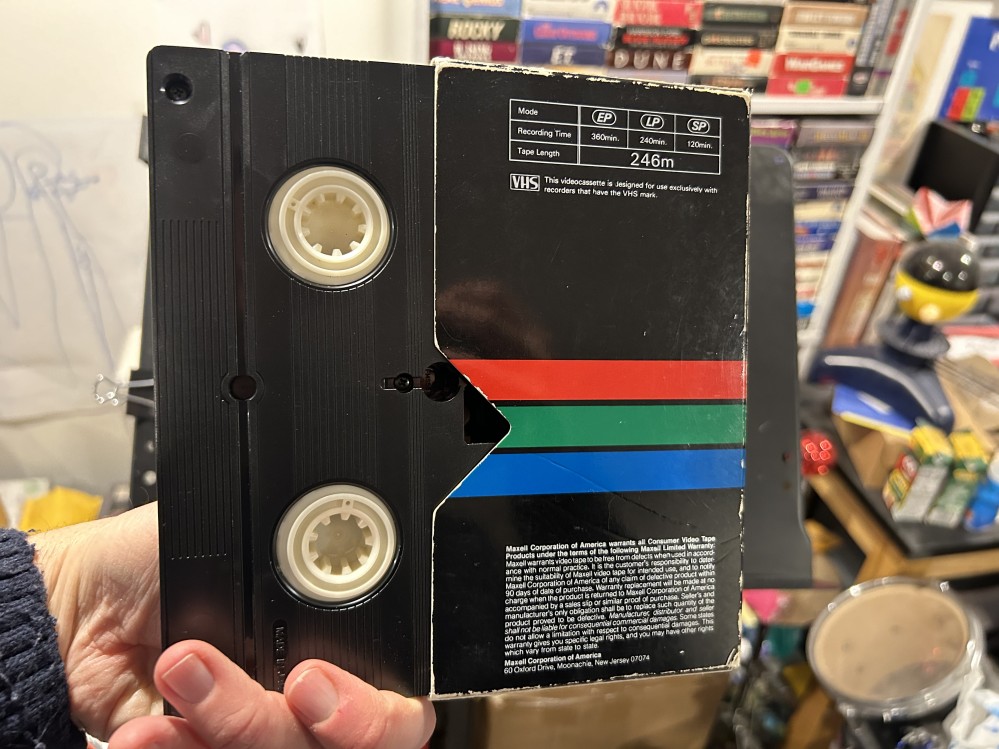 ROCKY
E.T.
DUNE
Mode EP LP SP
Recording Time 360min. 240min. 120min.
Tape Length 246m
VHS This videocassette is designed for use exclusively with
recorders that have the VHS mark.
Maxell Corporation of America warrants all Consumer Video Tape
Products under the terms of the following Maxell Limited Warranty:
Maxell warrants video tape to be free from defects when used in accord-
ance with normal practice. It is the customer's responsibility to deter-
mine the suitability of Maxell video tape for intended use, and to notify
Maxell Corporation of America of any claim of defective product within
90 days of date of purchase. Warranty replacement will be made at no
charge when the product is returned to Maxell Corporation of America
accompanied by a sales slip or similar proof of purchase. Seller's and
manufacturer's only obligation shall be to replace such quantity of the
product proved to be defective. Manufacturer, distributor and seller
shall not be liable for consequential commercial damages. Some states
do not allow a limitation with respect to consequential damages. This
warranty gives you specific legal rights, and you may have other rights
which vary from state to state.
Maxell Corporation of America
60 Oxford Drive, Moonachie, New Jersey 07074